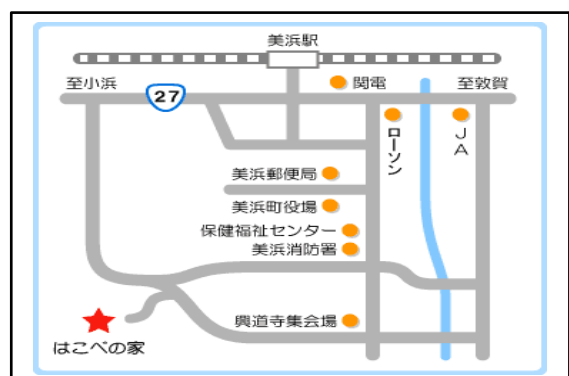 美浜駅
至小浜
27
関電
至敦賀
ローソン
JA
美浜郵便局
美浜町役場
保健福祉センター
美浜消防署
興道寺集会場
はこべの家